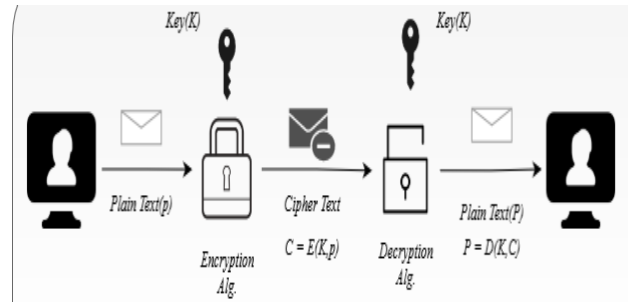 Key(K)
Key(K)
Plain Text(p)
Cipher Text
Plain Text(P)
C = E(K,p)
P = D(K,C)
Encryption
Alg.
Decryption
Alg.